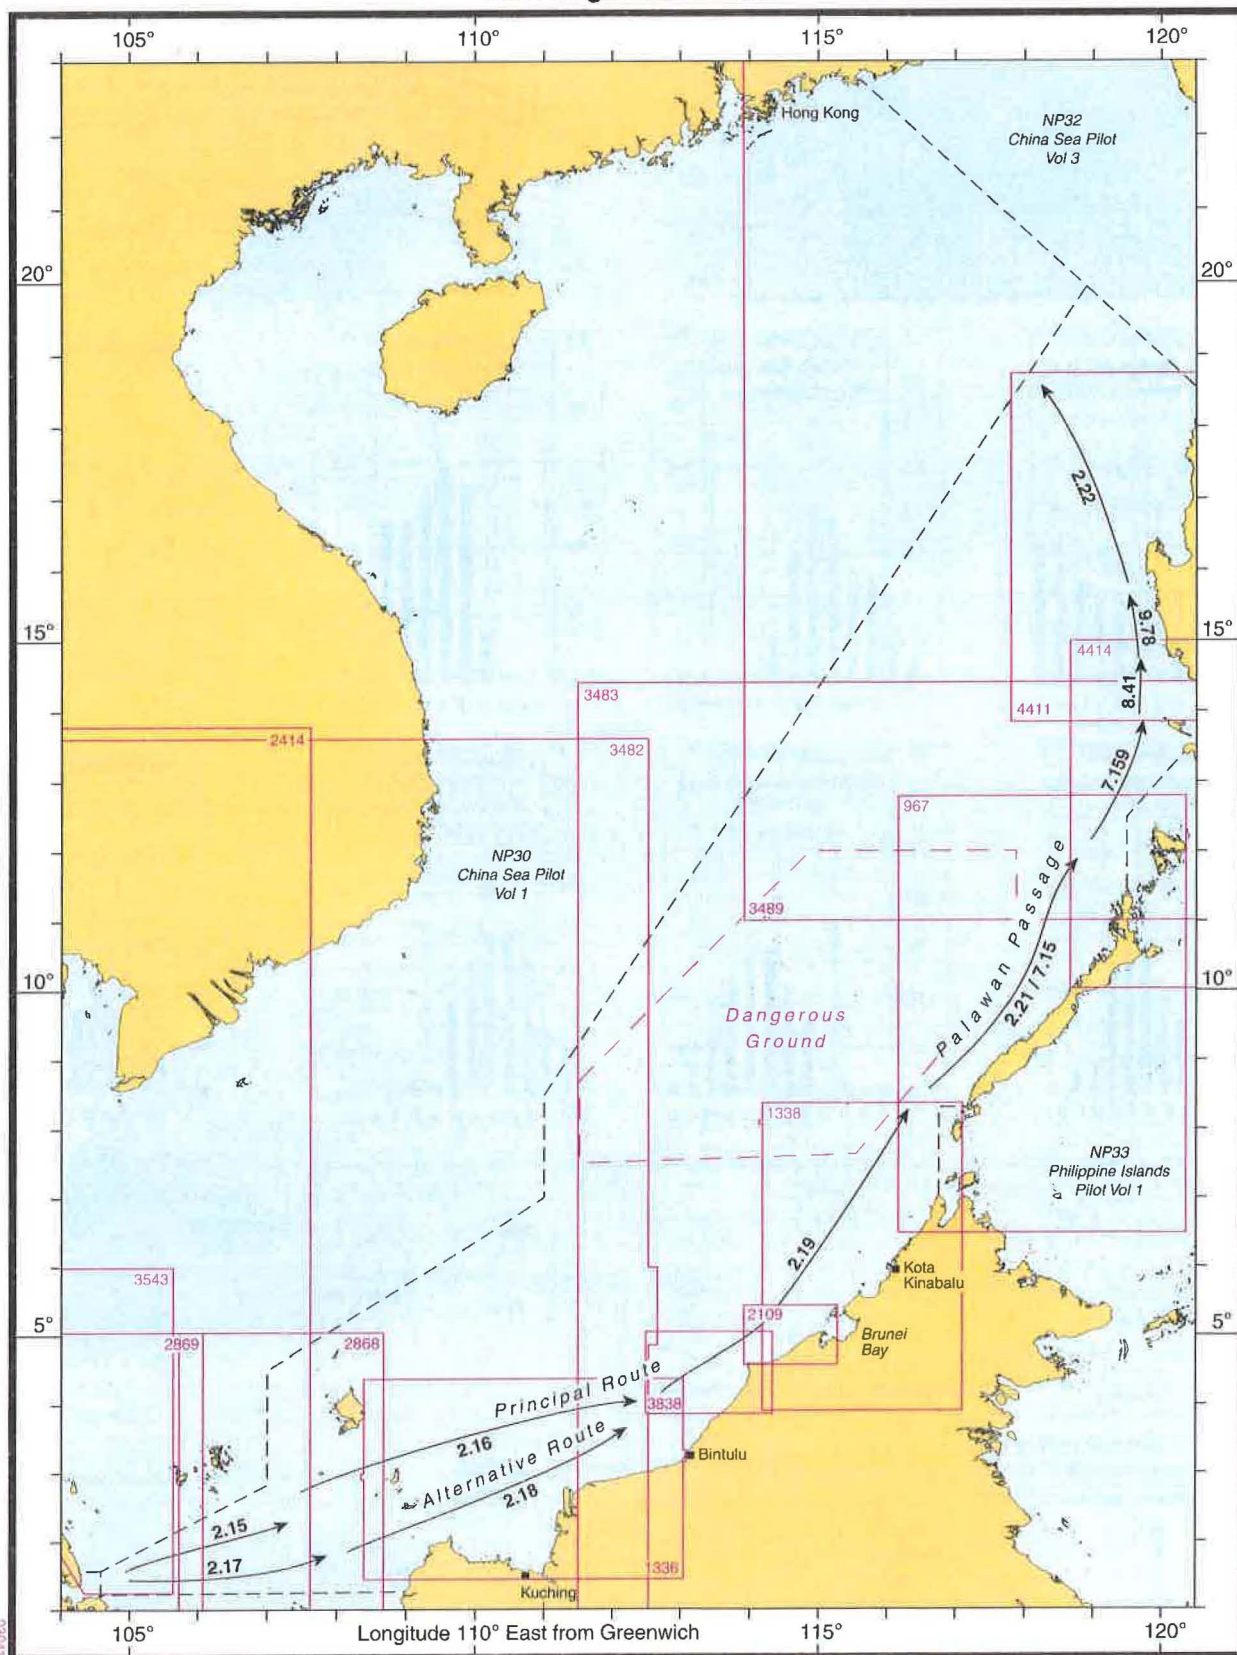 105°
110°
115°
120°
Hong Kong
NP32
China Sea Pilot
Vol 3
20°
20°
2.22
15°
9.78
15°
4414
3483
8.41
4411
2414
3482
7.159
967
NP30
China Sea Pilot
Vol 1
Palawan Passage
3489
2.21 / 7.15
10°
10°
Dangerous
Ground
1338
NP33
Philippine Islands
Pilot Vol 1
2.19
3543
Kota
Kinabalu
2109
5°
2869
2868
Brunei
Bay
5°
Principal Route
3838
2.16
Alternative Route
Bintulu
2.18
2.15
2.17
1336
Kuching
105°
Longitude 110° East from Greenwich
115°
120°